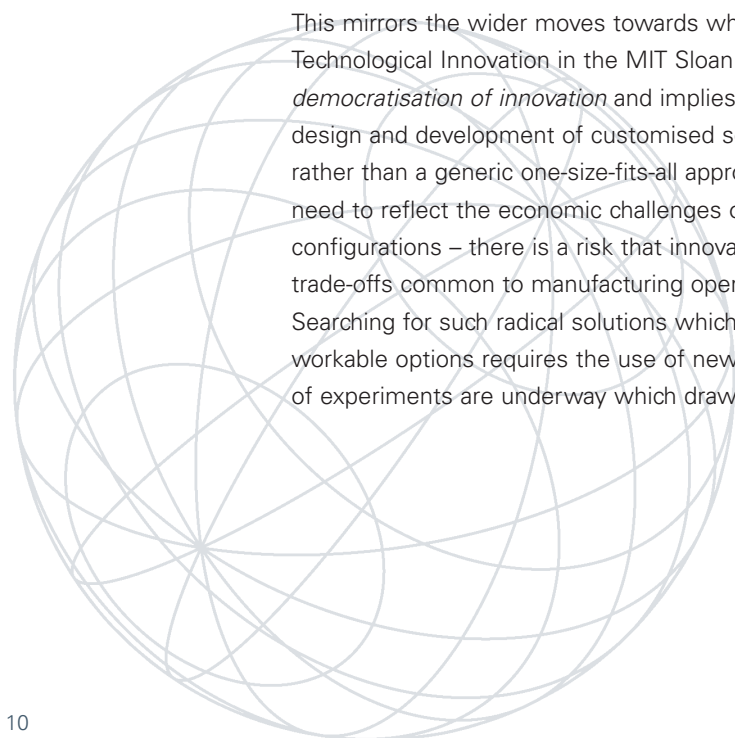 This mirrors the wider moves towards wh
Technological Innovation in the MIT Sloan
democratisation of innovation and implies
design and development of customised s
rather than a generic one-size-fits-all appro
need to reflect the economic challenges o
configurations – there is a risk that innova
trade-offs common to manufacturing oper
Searching for such radical solutions which
workable options requires the use of new
of experiments are underway which draw
10